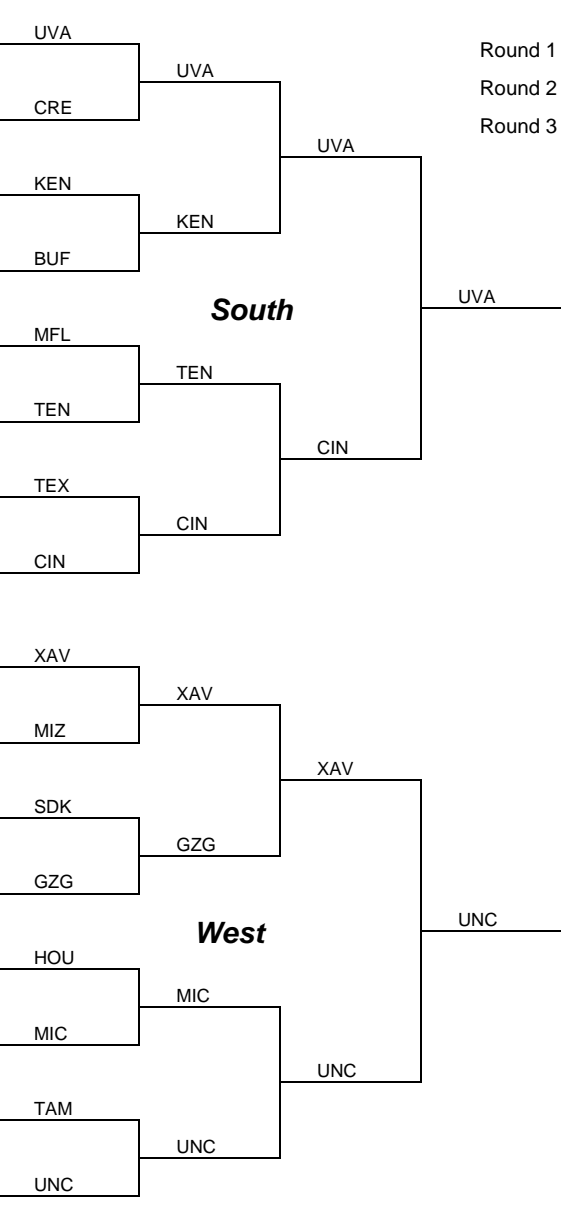 UVA
CRE
KEN
BUF
MFL
TEN
TEX
CIN
UVA
KEN
TEN
CIN
UVA
CIN
UVA
South
Round 1
Round 2
Round 3
XAV
MIZ
SDK
GZG
HOU
MIC
TAM
UNC
XAV
GZG
MIC
UNC
XAV
UNC
UNC
West